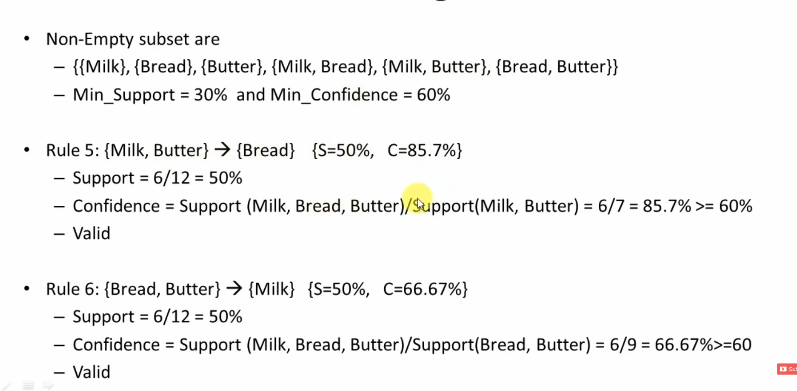 • Non-Empty subset are
– {{Milk}, {Bread}, {Butter}, {Milk, Bread}, {Milk, Butter}, {Bread, Butter}}
– Min_Support = 30% and Min_Confidence = 60%
• Rule 5: {Milk, Butter} → {Bread} {S=50%, C=85.7%}
– Support = 6/12 = 50%
– Confidence = Support (Milk, Bread, Butter)/Support(Milk, Butter) = 6/7 = 85.7% >= 60%
– Valid
• Rule 6: {Bread, Butter} → {Milk} {S=50%, C=66.67%}
– Support = 6/12 = 50%
– Confidence = Support (Milk, Bread, Butter)/Support(Bread, Butter) = 6/9 = 66.67%>=60
– Valid